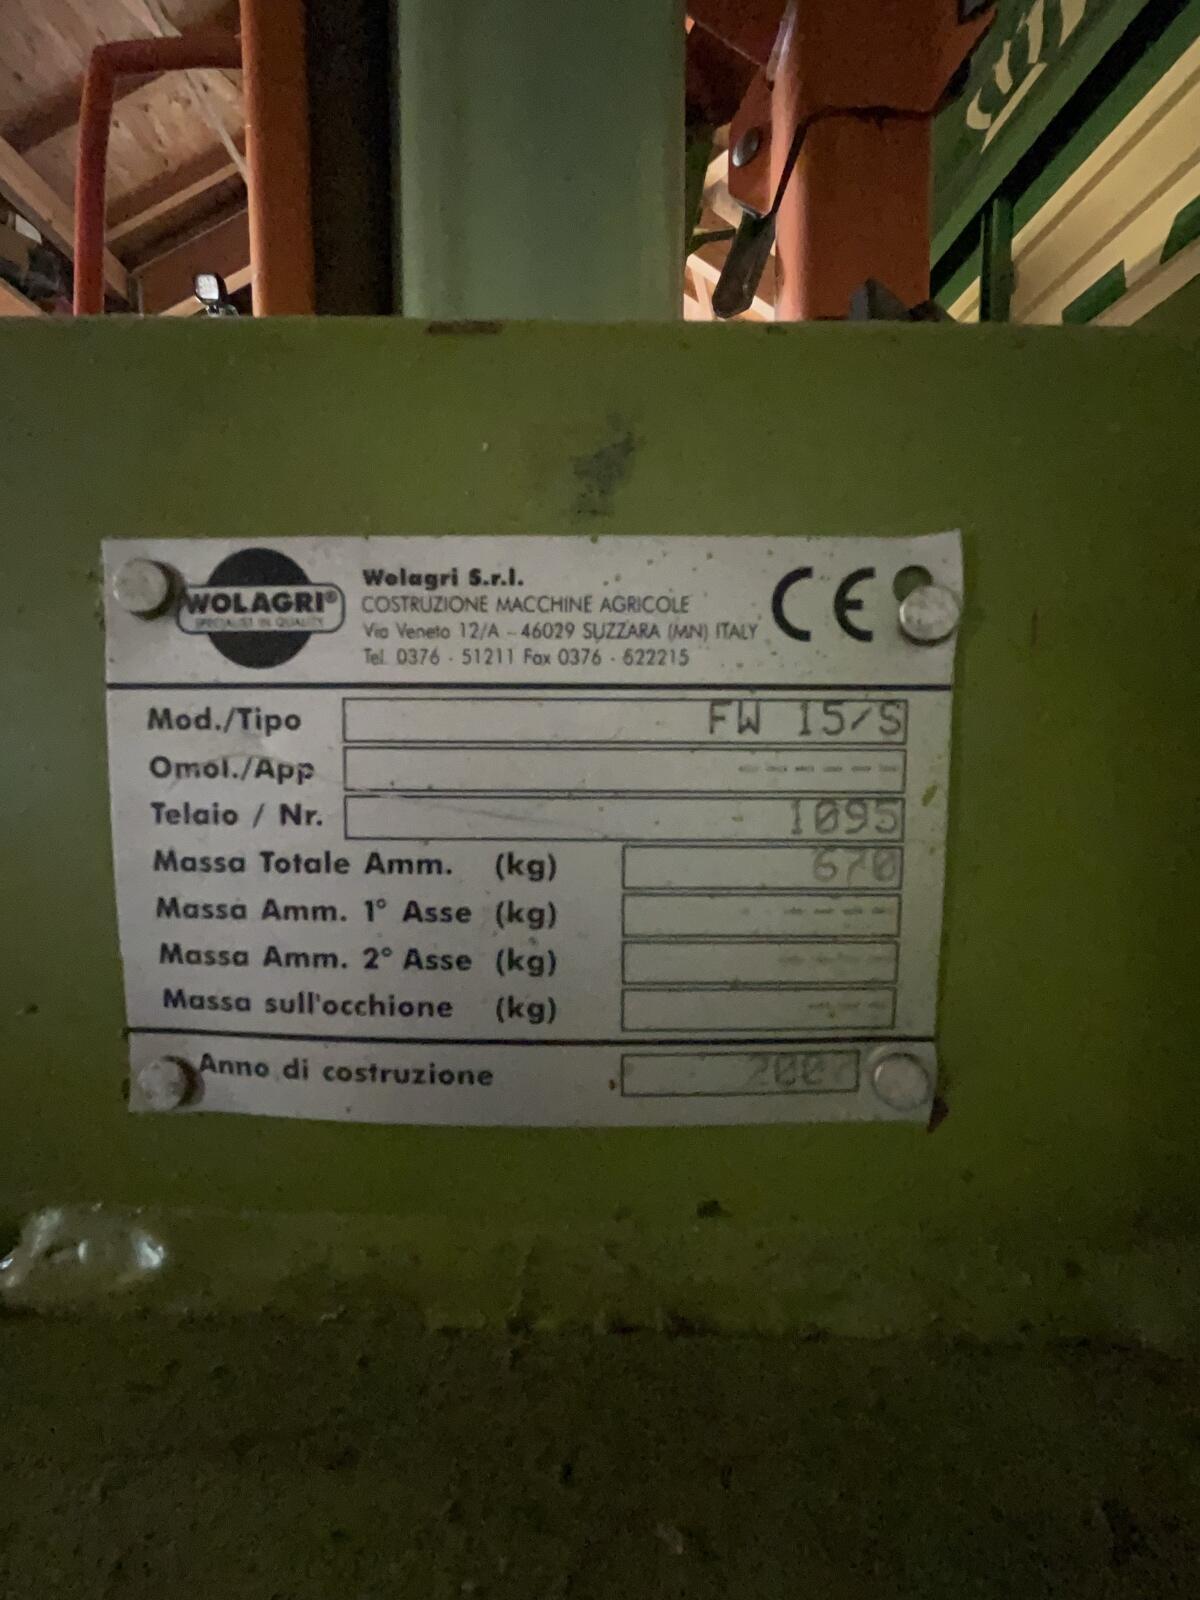 WOLAGRI®
SPECIALIST IN QUALITY
Wolagri S.r.l.
COSTRUZIONE MACCHINE AGRICOLE
Via Veneto 12/A - 46029 SUZZARA (MN) ITALY
Tel. 0376 - 51211 Fax 0376 - 522215
CE
Mod./Tipo FW 15/S
Omol./App ------
Telaio / Nr. 1095
Massa Totale Amm. (kg) 670
Massa Amm. 1° Asse (kg) ----
Massa Amm. 2° Asse (kg) ----
Massa sull'occhione (kg) ----
Anno di costruzione